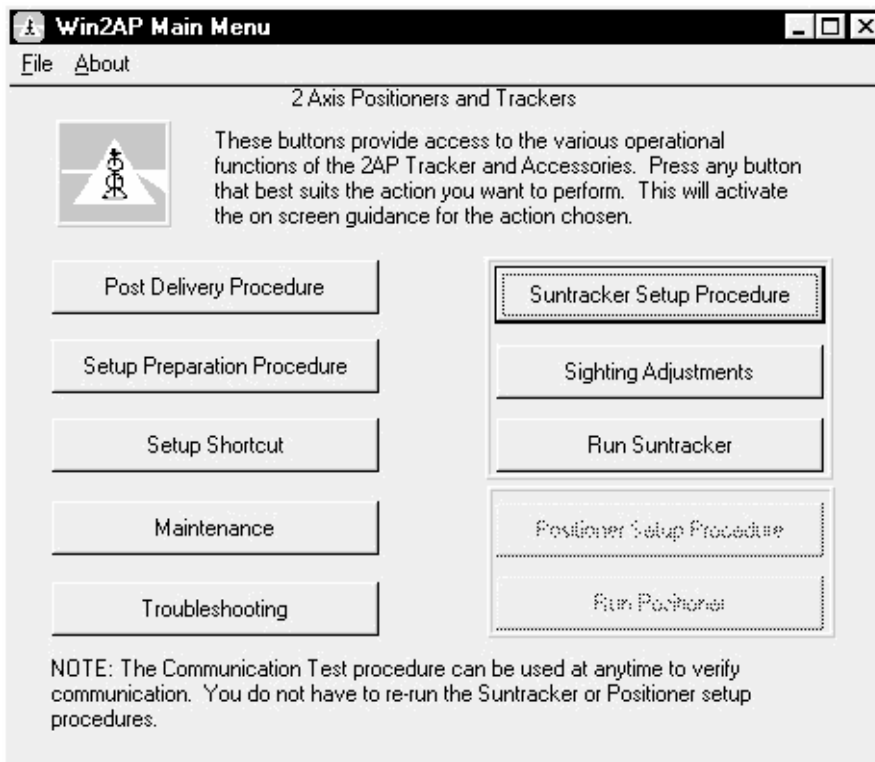 Win2AP Main Menu
File About
2 Axis Positioners and Trackers
These buttons provide access to the various operational
functions of the 2AP Tracker and Accessories. Press any button
that best suits the action you want to perform. This will activate
the on screen guidance for the action chosen.
Post Delivery Procedure
Setup Preparation Procedure
Setup Shortcut
Maintenance
Troubleshooting
Suntracker Setup Procedure
Sighting Adjustments
Run Suntracker
Positioner Setup Procedure
Run Positioner
NOTE: The Communication Test procedure can be used at anytime to verify
communication. You do not have to re-run the Suntracker or Positioner setup
procedures.